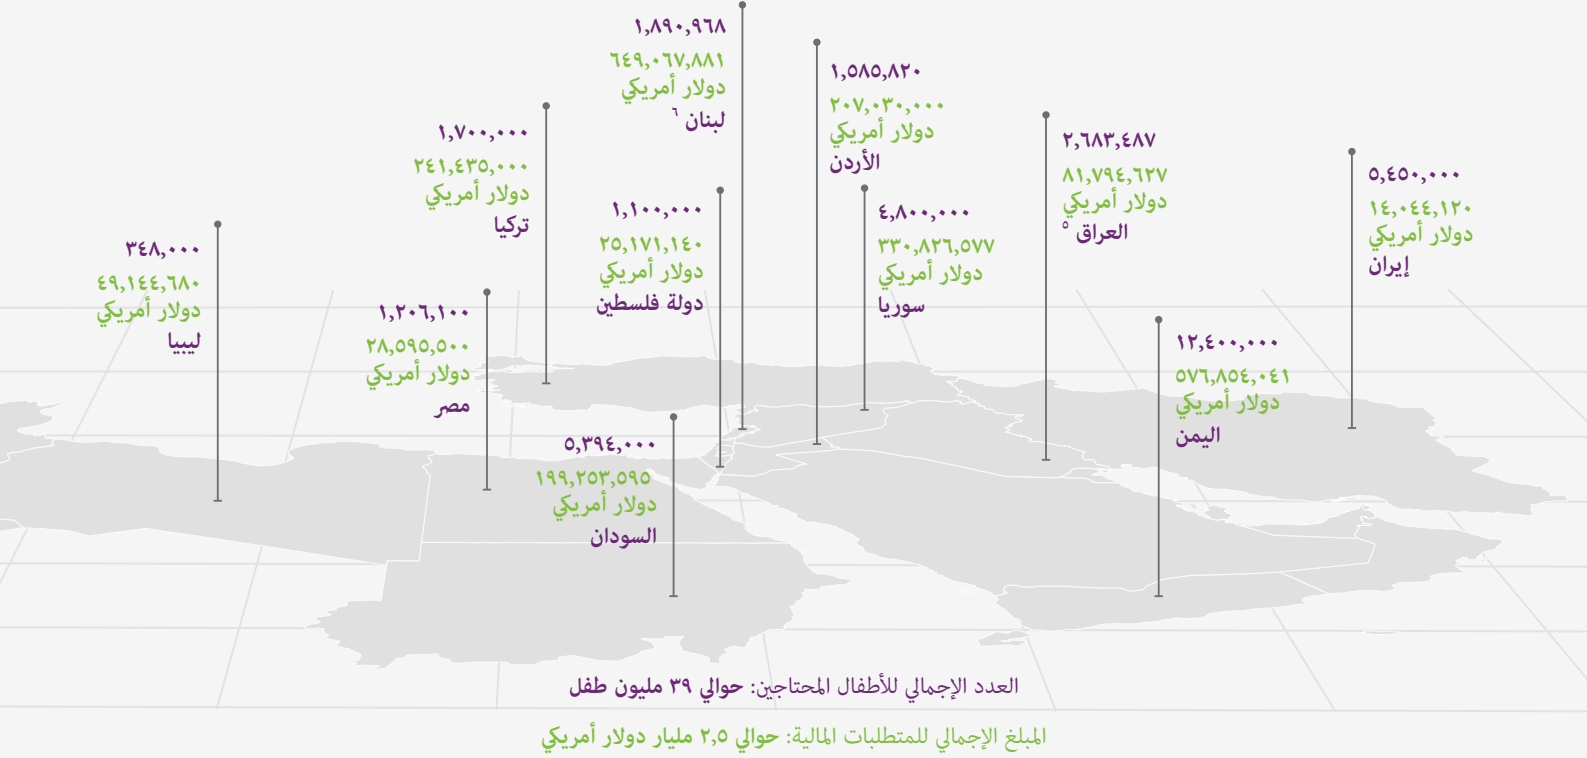 ١,٨٩٠,٩٦٨
٦٤٩,٠٦٧,٨٨١
دولار أمريكي
لبنان ٦
١,٥٨٥,٨٢٠
٢٠٧,٠٣٠,٠٠٠
دولار أمريكي
الأردن
١,٧٠٠,٠٠٠
٢٤١,٤٣٥,٠٠٠
دولار أمريكي
تركيا
٢,٦٨٣,٤٨٧
٨١,٧٩٤,٦٢٧
دولار أمريكي
العراق ٥
٥,٤٥٠,٠٠٠
١٤,٠٤٤,١٢٠
دولار أمريكي
إيران
١,١٠٠,٠٠٠
٢٥,١٧١,١٤٠
دولار أمريكي
دولة فلسطين
٤,٨٠٠,٠٠٠
٣٣٠,٨٢٦,٥٧٧
دولار أمريكي
سوريا
٣٤٨,٠٠٠
٤٩,١٤٤,٦٨٠
دولار أمريكي
ليبيا
١,٢٠٦,١٠٠
٢٨,٥٩٥,٥٠٠
دولار أمريكي
مصر
١٢,٤٠٠,٠٠٠
٥٧٦,٨٥٤,٠٤١
دولار أمريكي
اليمن
٥,٣٩٤,٠٠٠
١٩٩,٢٥٣,٥٩٥
دولار أمريكي
السودان
العدد الإجمالي للأطفال المحتاجين: حوالي ٣٩ مليون طفل
المبلغ الإجمالي للمتطلبات المالية: حوالي ٢,٥ مليار دولار أمريكي